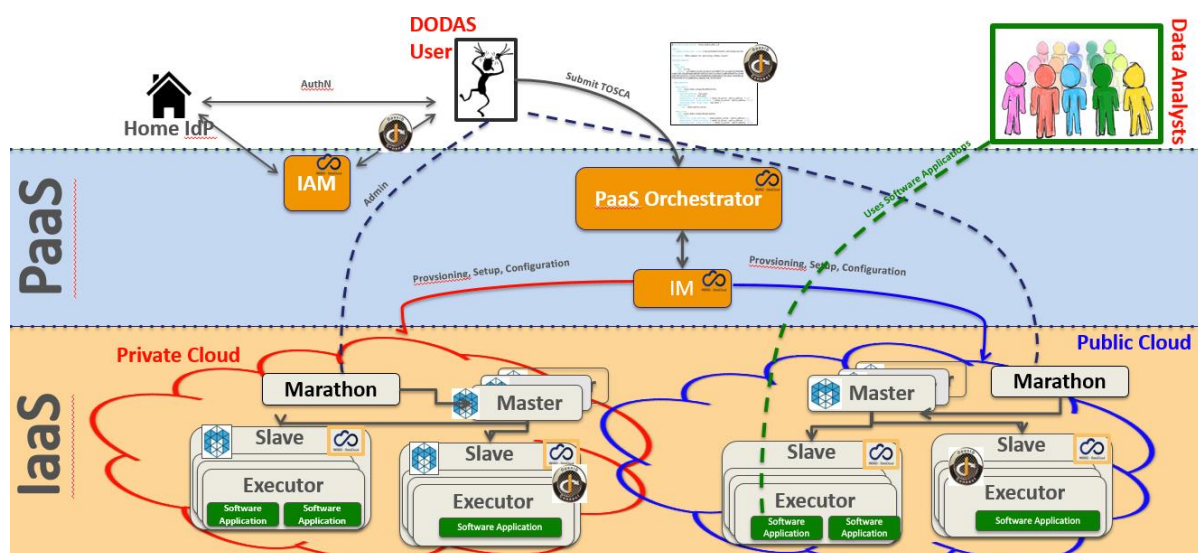 DODAS
User
Data Analysts
AuthN
Submit TOSCA
Home IdP
IAM
PaaS
PaaS Orchestrator
Admin
Uses Software Applications
Provsioning, Setup, Configuration
Provsioning, Setup, Configuration
IM
IaaS
Private Cloud
Public Cloud
Marathon
Master
Master
Marathon
Slave
Slave
Slave
Slave
Executor
Executor
Executor
Executor
Software
Application
Software
Application
Software Application
Software
Application
Software
Application
Software Application